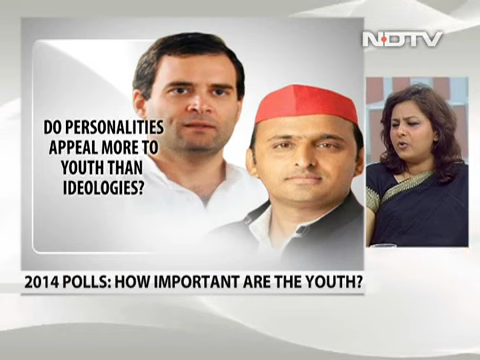 NDTV
DO PERSONALITIES
APPEAL MORE TO
YOUTH THAN
IDEOLOGIES?
2014 POLLS: HOW IMPORTANT ARE THE YOUTH?